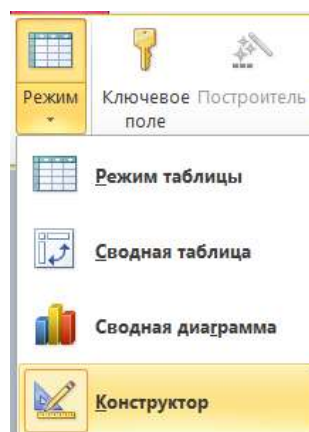 Режим
Ключевое
поле
Построитель
Режим таблицы
Сводная таблица
Сводная диаграмма
Конструктор